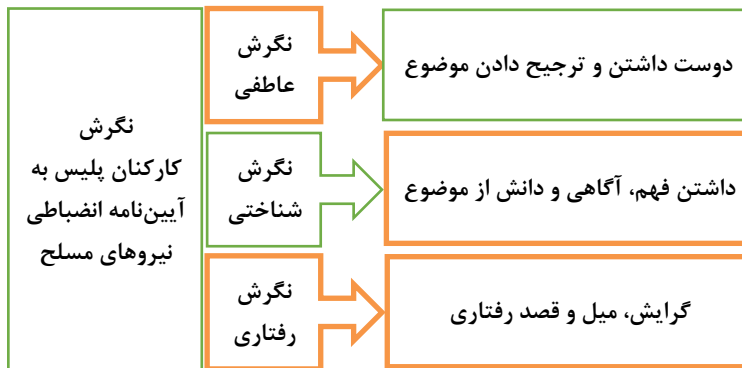 نگرش
کارکنان پلیس به
آیین‌نامه انضباطی
نیروهای مسلح
نگرش
عاطفی
دوست داشتن و ترجیح دادن موضوع
نگرش
شناختی
داشتن فهم، آگاهی و دانش از موضوع
نگرش
رفتاری
گرایش، میل و قصد رفتاری